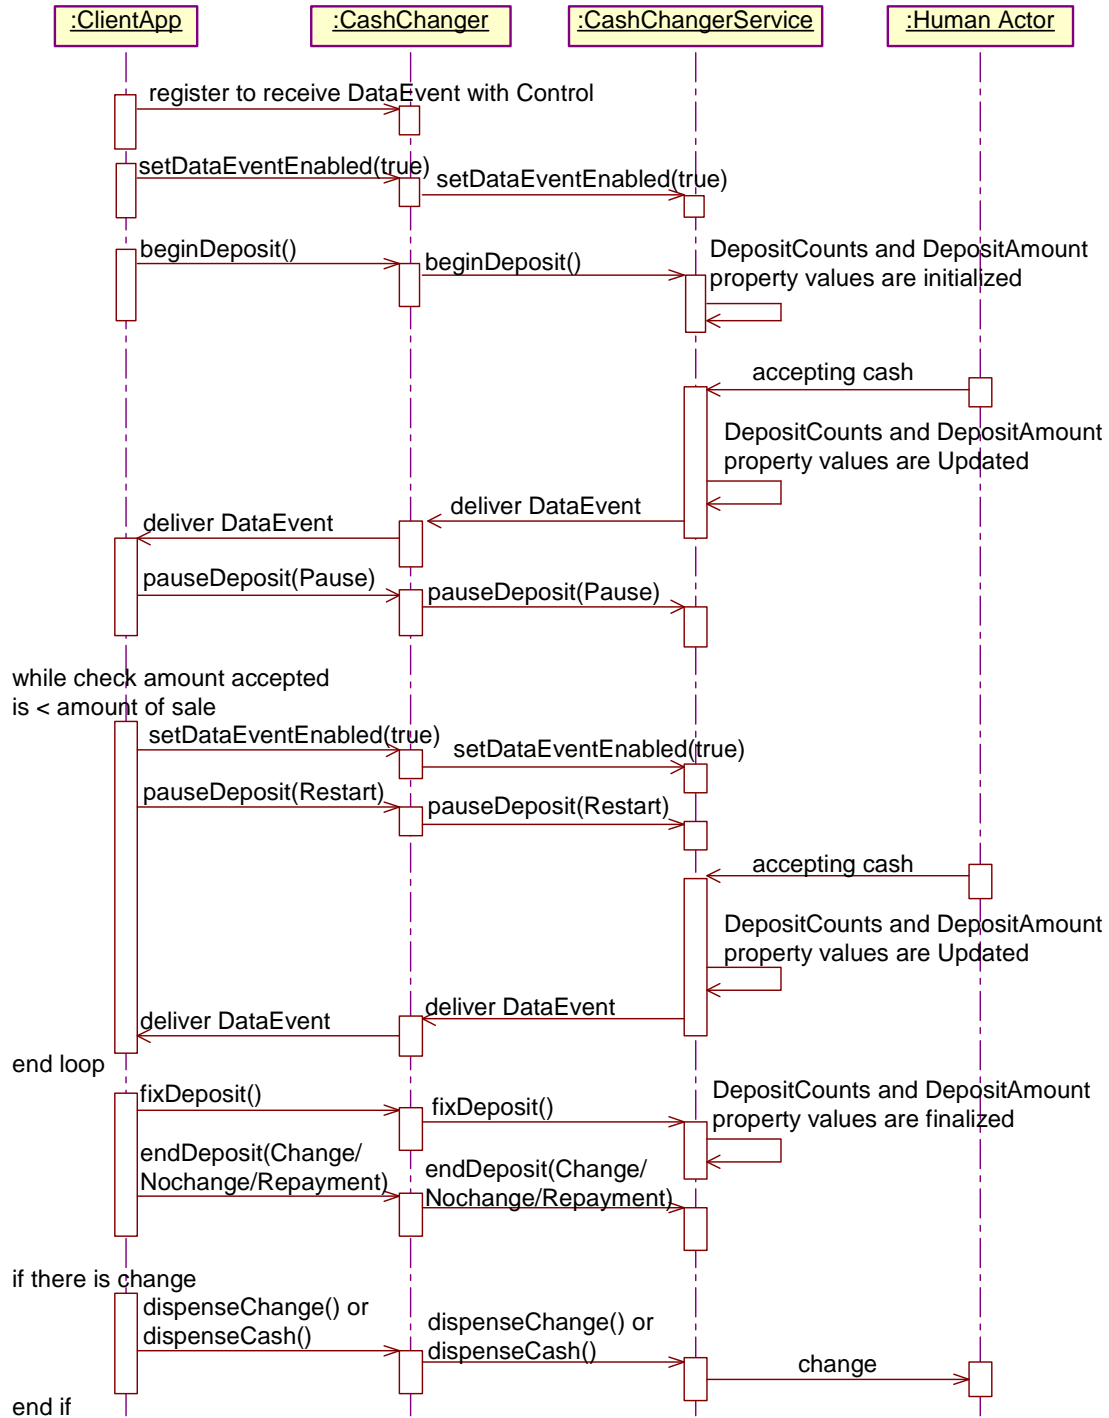 :ClientApp
:CashChanger
:CashChangerService
:Human Actor
register to receive DataEvent with Control
setDataEventEnabled(true)
setDataEventEnabled(true)
beginDeposit()
beginDeposit()
DepositCounts and DepositAmount
property values are initialized
accepting cash
DepositCounts and DepositAmount
property values are Updated
deliver DataEvent
deliver DataEvent
pauseDeposit(Pause)
pauseDeposit(Pause)
while check amount accepted
is < amount of sale
setDataEventEnabled(true)
setDataEventEnabled(true)
pauseDeposit(Restart)
pauseDeposit(Restart)
accepting cash
DepositCounts and DepositAmount
property values are Updated
deliver DataEvent
deliver DataEvent
end loop
fixDeposit()
fixDeposit()
DepositCounts and DepositAmount
property values are finalized
endDeposit(Change/
Nochange/Repayment)
endDeposit(Change/
Nochange/Repayment)
if there is change
dispenseChange() or
dispenseCash()
dispenseChange() or
dispenseCash()
change
end if